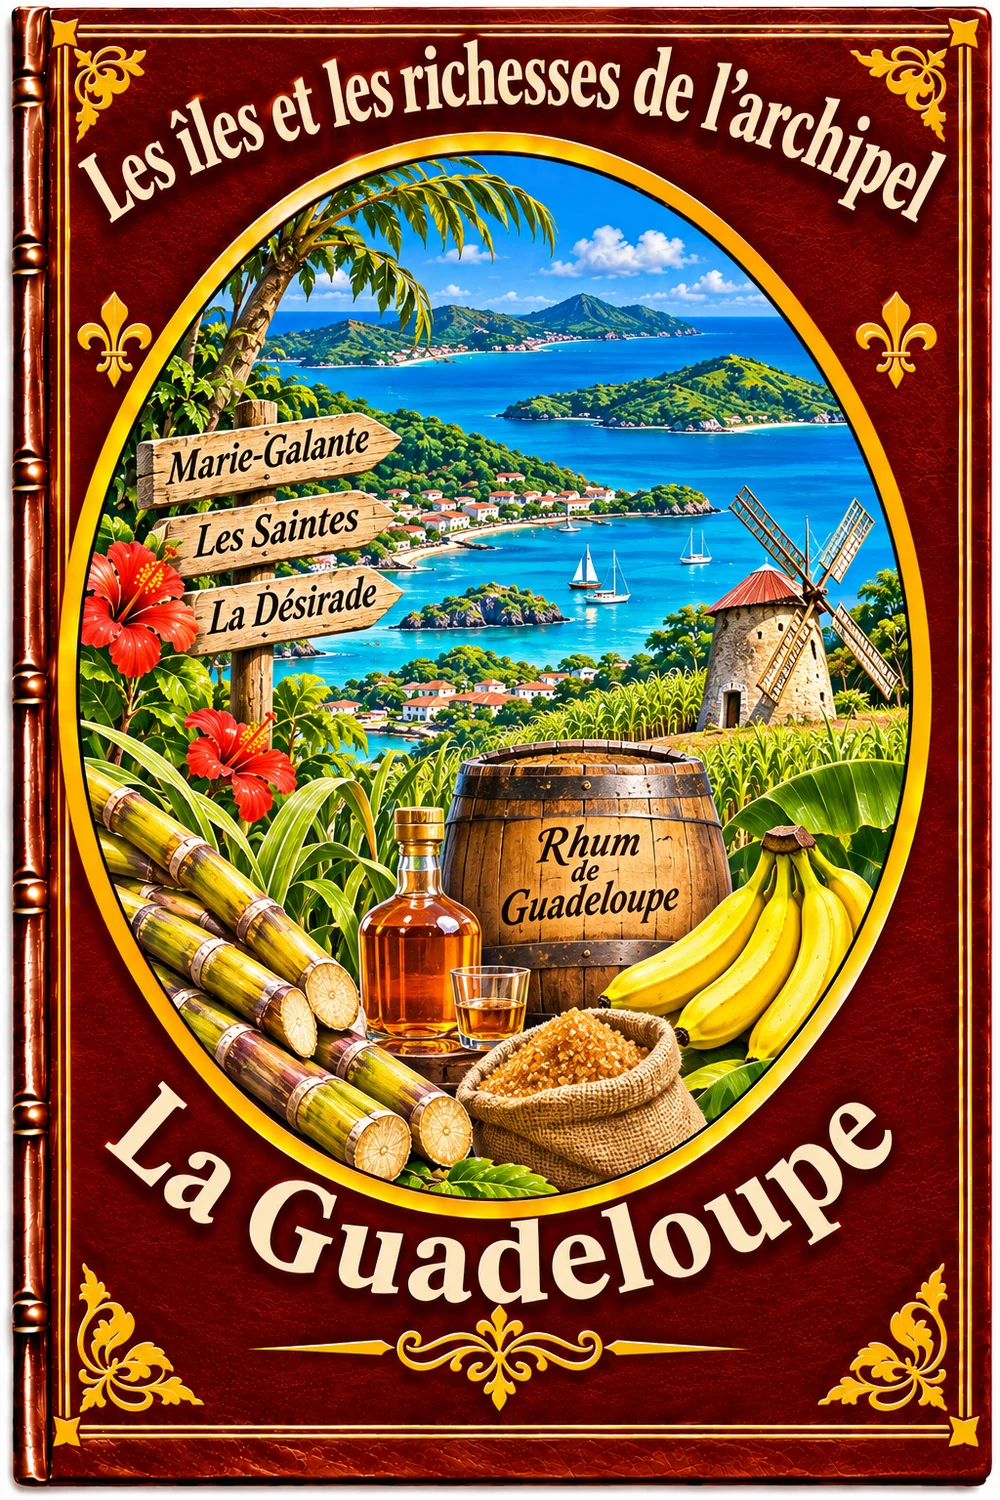 Les îles et les richesses de l'archipel
Marie-Galante
Les Saintes
La Désirade
Rhum
de
Guadeloupe
La Guadeloupe